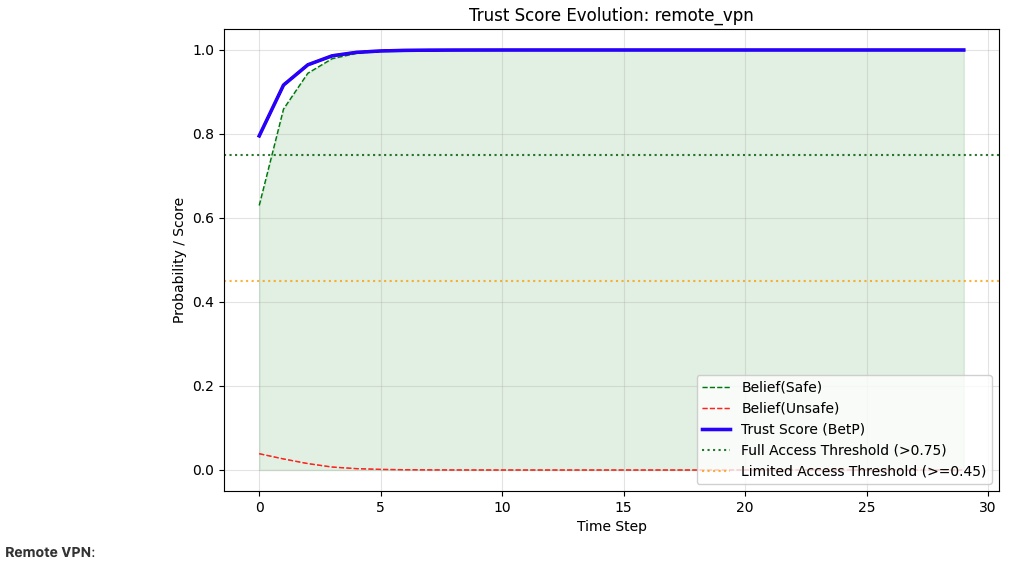 Trust Score Evolution: remote_vpn
Probability / Score
1.0
0.8
0.6
0.4
0.2
0.0
Belief(Safe)
Belief(Unsafe)
Trust Score (BetP)
Full Access Threshold (>0.75)
Limited Access Threshold (>=0.45)
0 5 10 15 20 25 30
Time Step
Remote VPN: